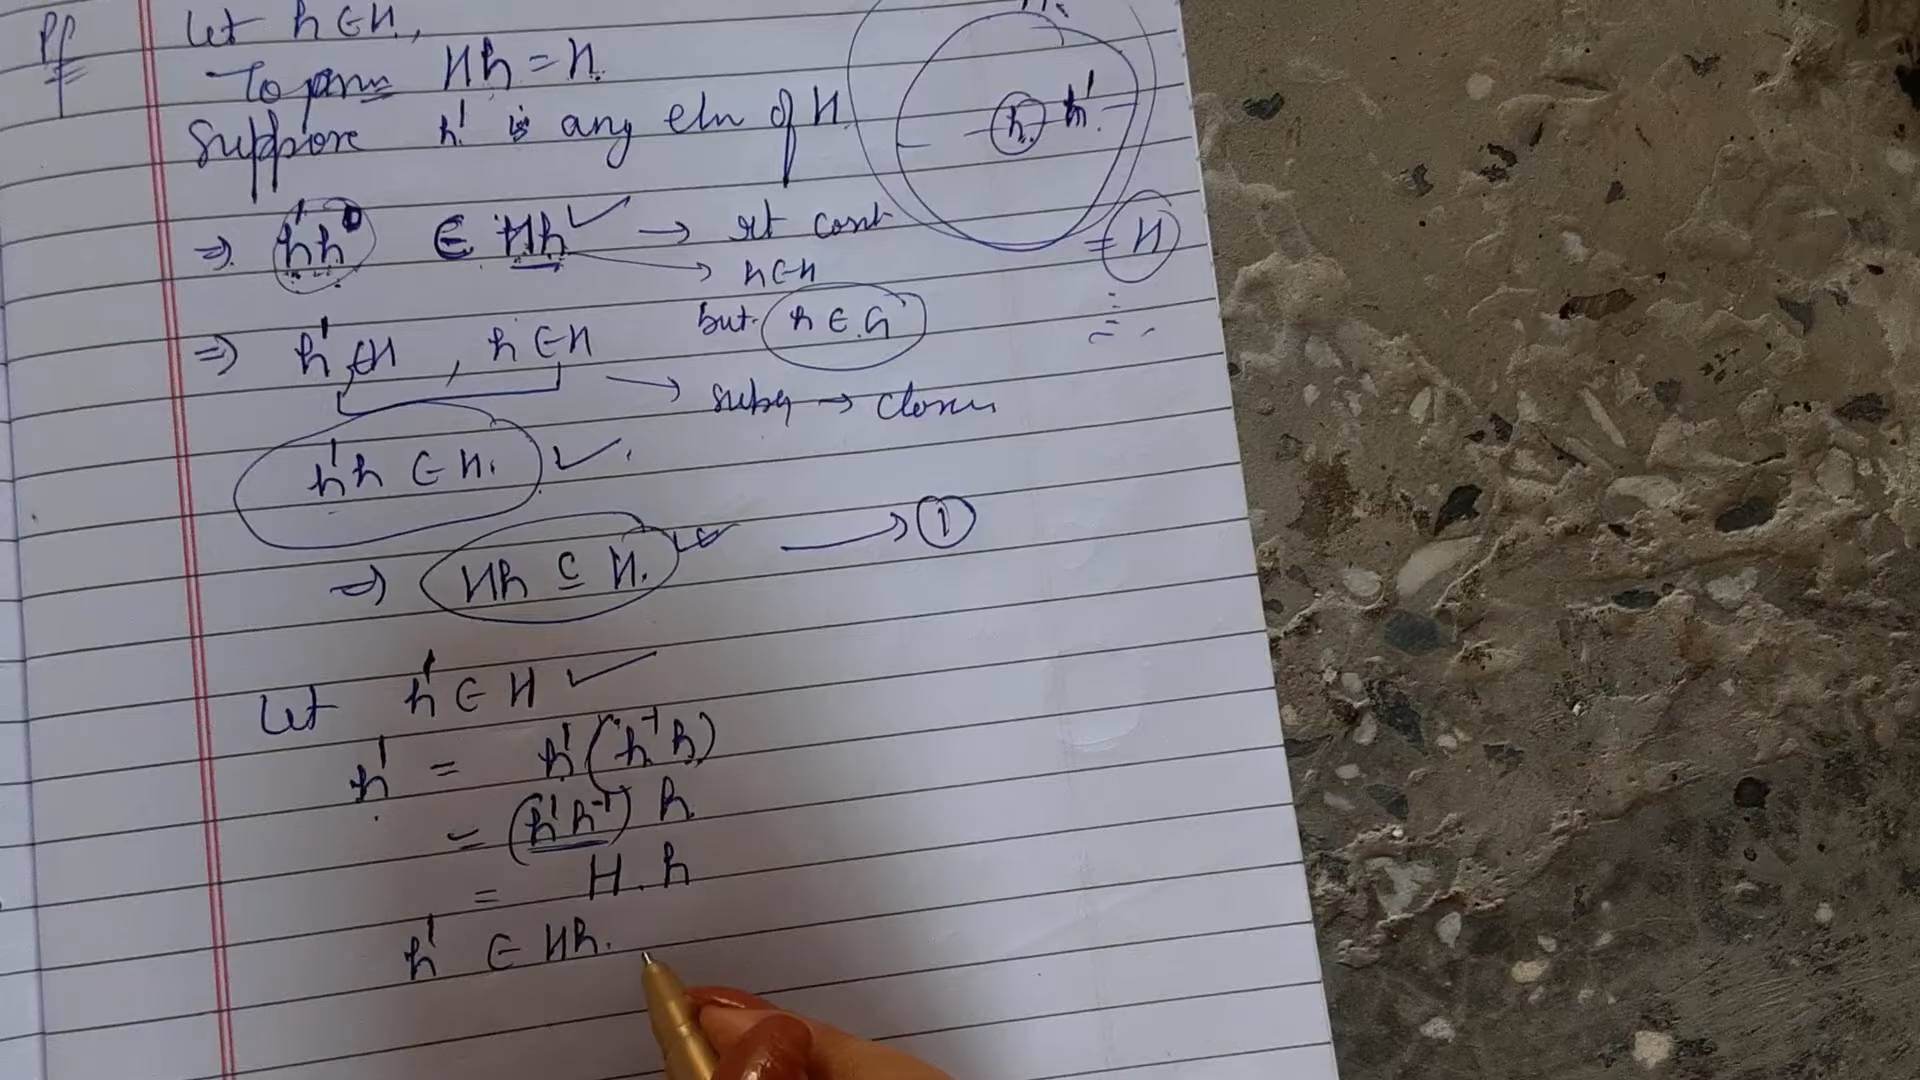 Pf
Let h ∈ H,
To prove Hh = H.
Suppose h' is any elm of H
h h'
= H
⇒ h'h ∈ Hh ✓ → rt coset
→ h ∈ H
but h ∈ G
⇒ h' ∈ H , h ∈ H
→ subg → closure
h'h ∈ H. ✓
⇒ Hh ⊆ H. → ①
Let h' ∈ H ✓
h' = h'(h⁻¹h)
= (h'h⁻¹) h
= H . h
h' ∈ Hh.